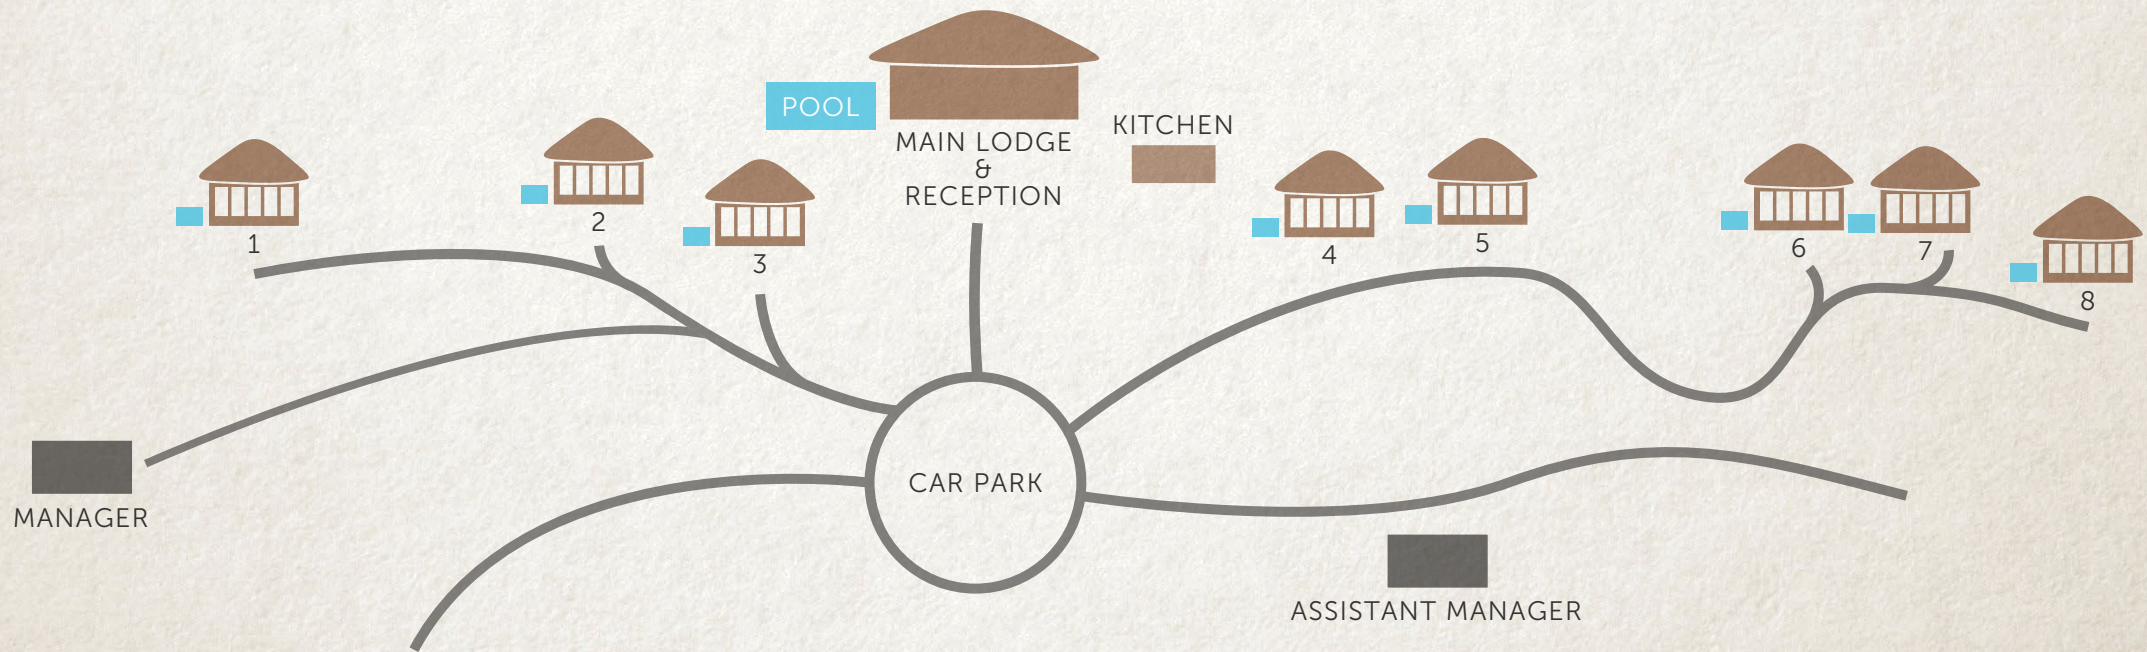 POOL
MAIN LODGE
&
RECEPTION
KITCHEN
1
2
3
4
5
6
7
8
CAR PARK
MANAGER
ASSISTANT MANAGER